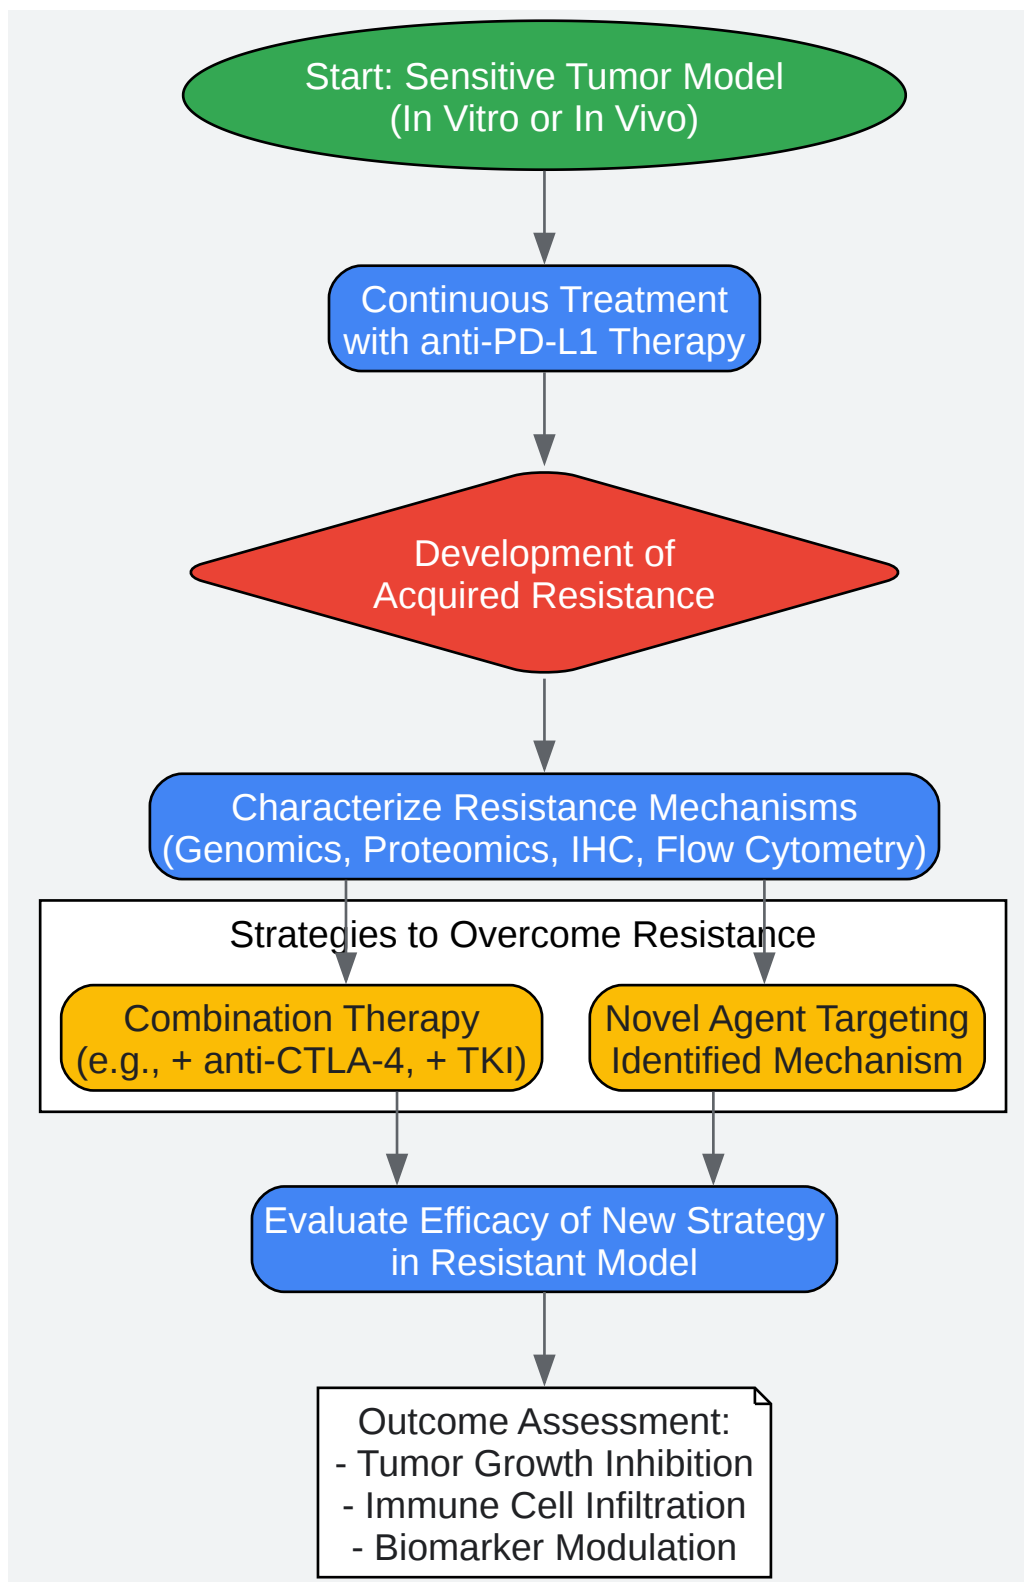 Start: Sensitive Tumor Model
(In Vitro or In Vivo)
Continuous Treatment
with anti-PD-L1 Therapy
Development of
Acquired Resistance
Characterize Resistance Mechanisms
(Genomics, Proteomics, IHC, Flow Cytometry)
Strategies to Overcome Resistance
Combination Therapy
(e.g., + anti-CTLA-4, + TKI)
Novel Agent Targeting
Identified Mechanism
Evaluate Efficacy of New Strategy
in Resistant Model
Outcome Assessment:
- Tumor Growth Inhibition
- Immune Cell Infiltration
- Biomarker Modulation